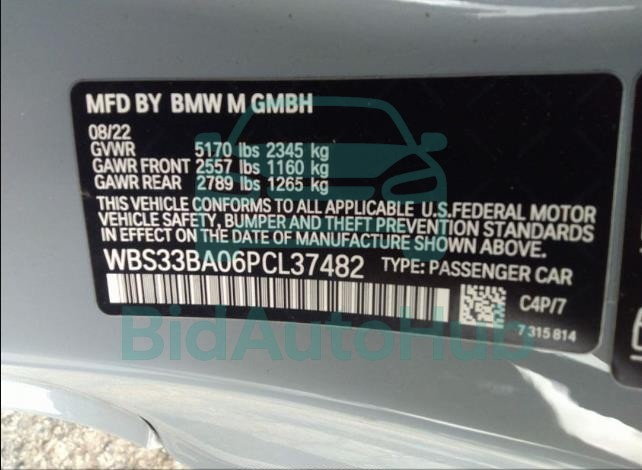 MFD BY BMW M GMBH
08/22
GVWR 5170 lbs 2345 kg
GAWR FRONT 2557 lbs 1160 kg
GAWR REAR 2789 lbs 1265 kg
THIS VEHICLE CONFORMS TO ALL APPLICABLE U.S.FEDERAL MOTOR
VEHICLE SAFETY, BUMPER AND THEFT PREVENTION STANDARDS
IN EFFECT ON THE DATE OF MANUFACTURE SHOWN ABOVE.
WBS33BA06PCL37482 TYPE: PASSENGER CAR
C4P/7
7 315 814
BidAutoHub